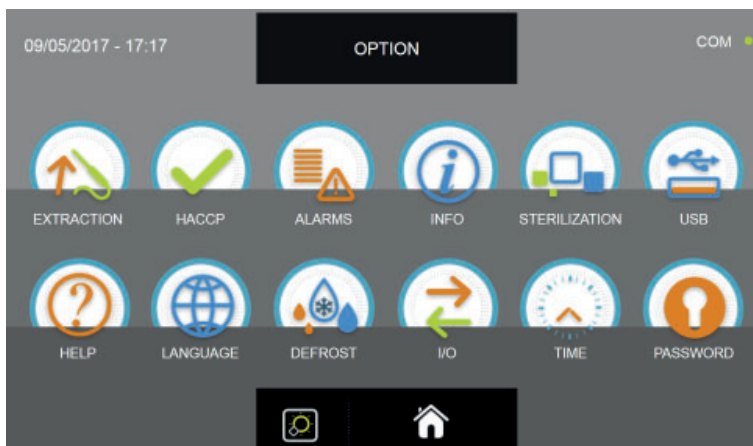 09/05/2017 - 17:17
OPTION
COM
EXTRACTION
HACCP
ALARMS
INFO
STERILIZATION
USB
HELP
LANGUAGE
DEFROST
I/O
TIME
PASSWORD